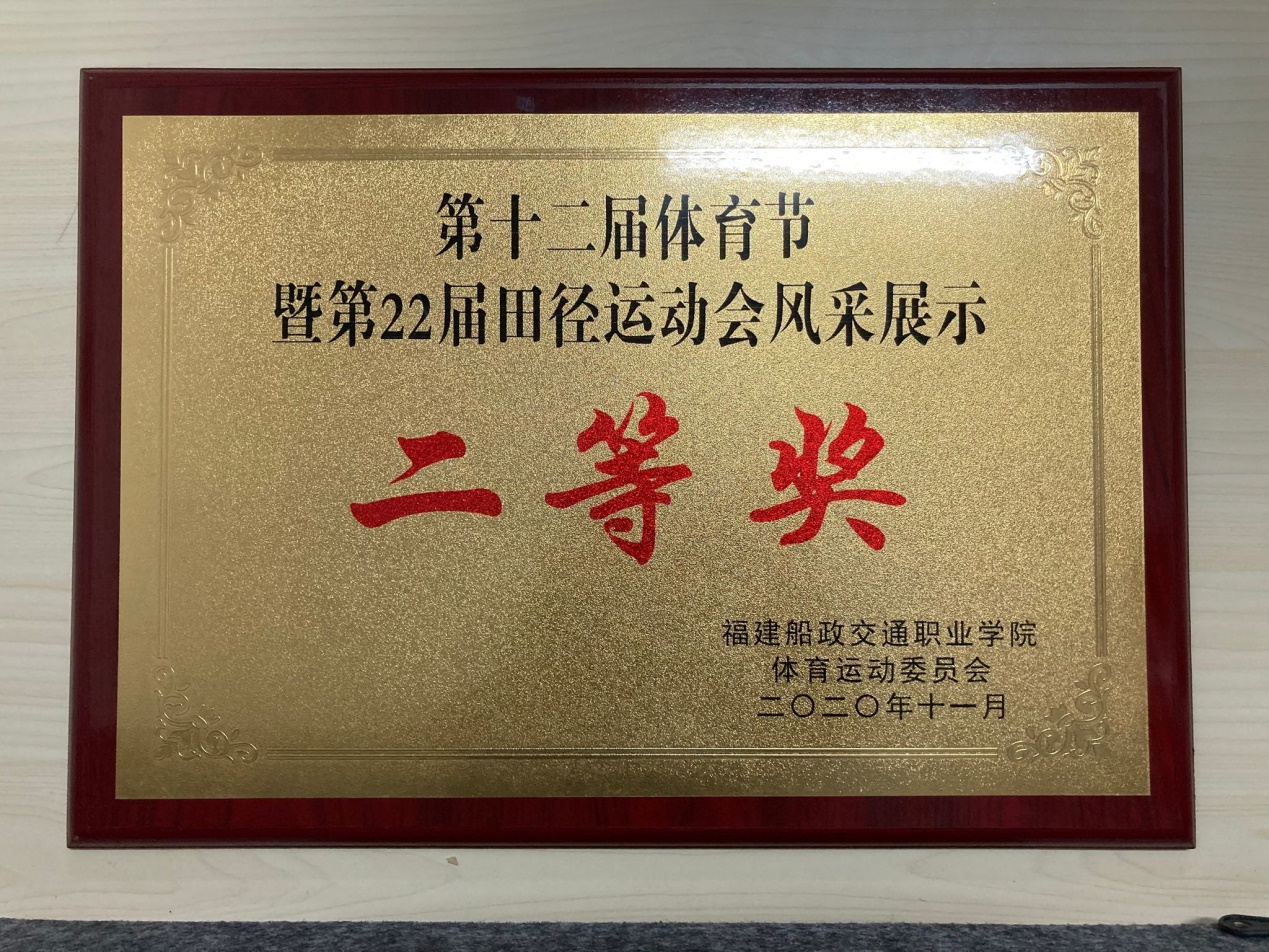 第十二届体育节
暨第22届田径运动会风采展示
二等奖
福建船政交通职业学院
体育运动委员会
二〇二〇年十一月